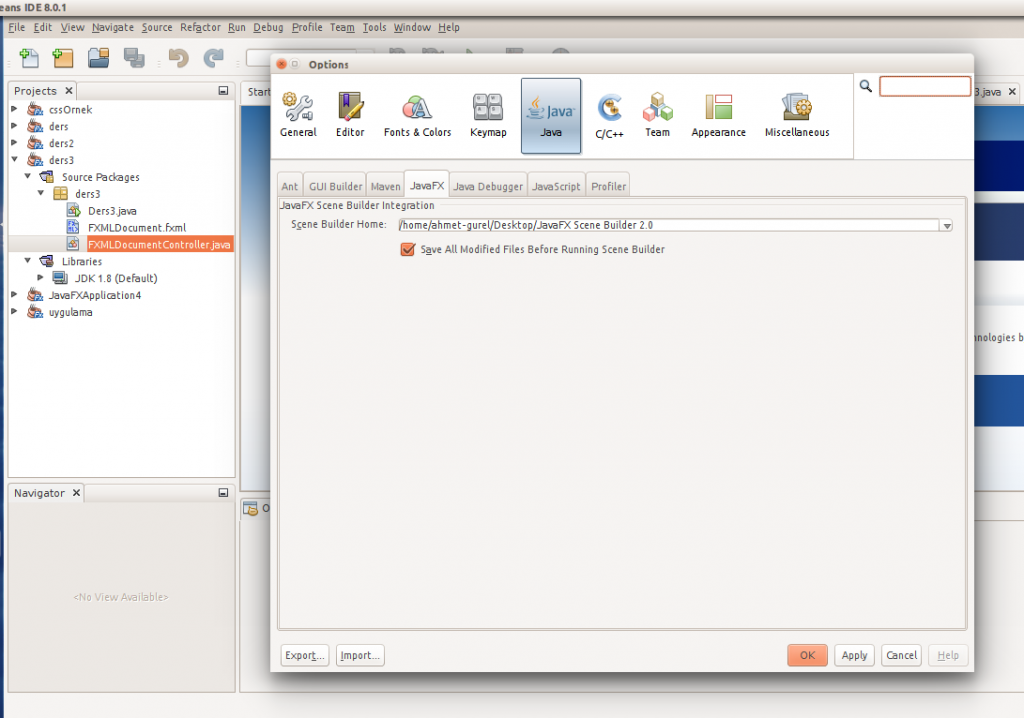 eans IDE 8.0.1
File Edit View Navigate Source Refactor Run Debug Profile Team Tools Window Help
Options
Projects
Start
3.java
General Editor Fonts & Colors Keymap Java C/C++ Team Appearance Miscellaneous
Java
Ant GUI Builder Maven JavaFX Java Debugger JavaScript Profiler
JavaFX Scene Builder Integration
Scene Builder Home: /home/ahmet-gurel/Desktop/JavaFX Scene Builder 2.0
Save All Modified Files Before Running Scene Builder
cssOrnek
ders
ders2
ders3
Source Packages
ders3
Ders3.java
FXMLDocument.fxml
FXMLDocumentController.java
Libraries
JDK 1.8 (Default)
JavaFXApplication4
uygulama
hnologies b
Navigator
O
<No View Available>
Export... Import... OK Apply Cancel Help